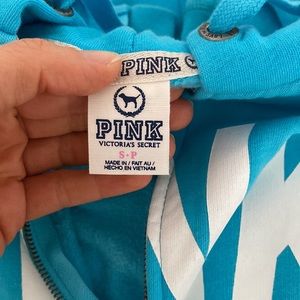 PINK
PINK
VICTORIA'S SECRET
S-P
MADE IN / FAIT AU /
HECHO EN VIETNAM